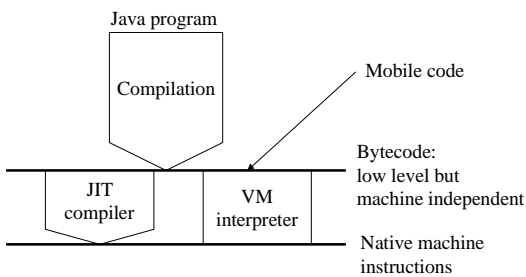 Java program
Compilation
Mobile code
Bytecode:
low level but
machine independent
JIT
compiler
VM
interpreter
Native machine
instructions